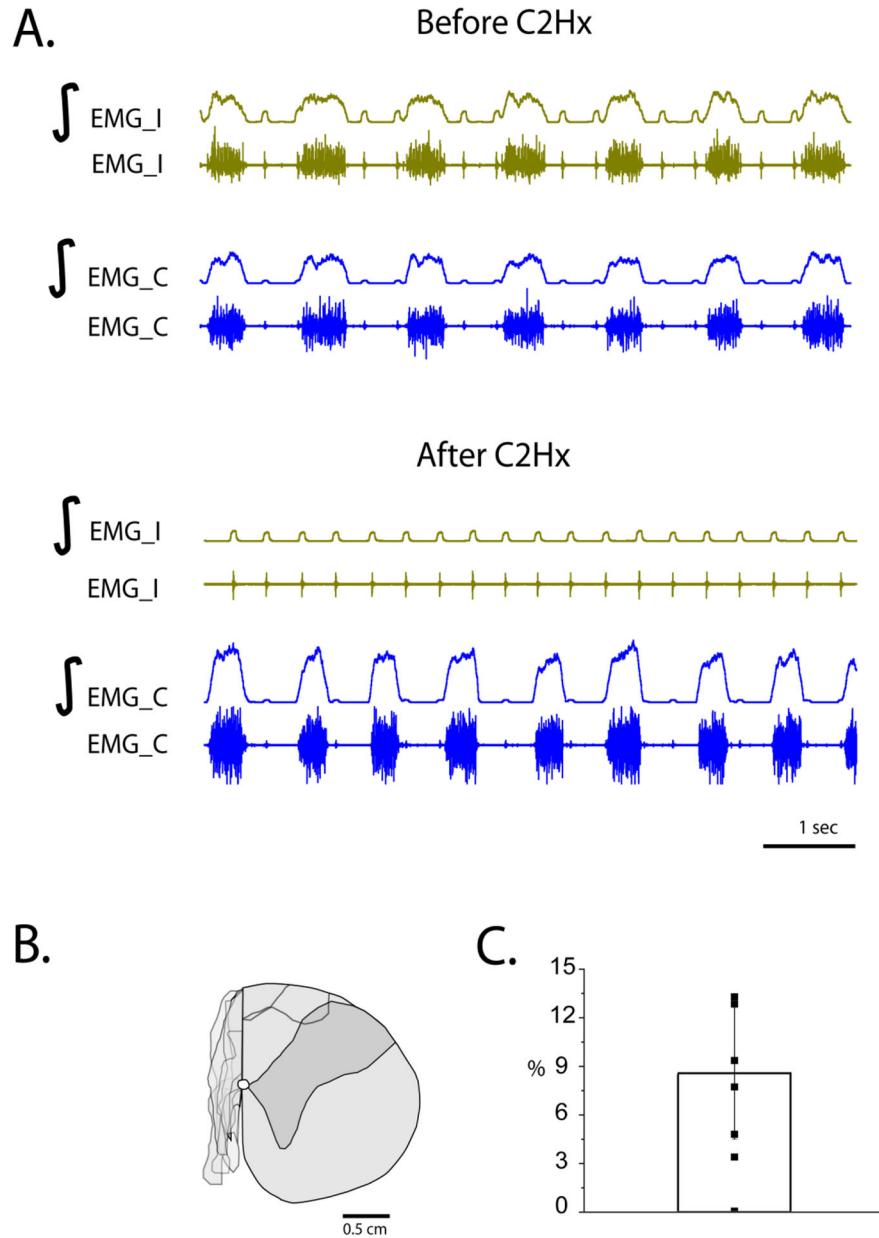 A.
Before C2Hx
∫ EMG_I
EMG_I
∫ EMG_C
EMG_C
After C2Hx
∫ EMG_I
EMG_I
∫ EMG_C
EMG_C
1 sec
B.
0.5 cm
C.
15
12
9
%
6
3
0